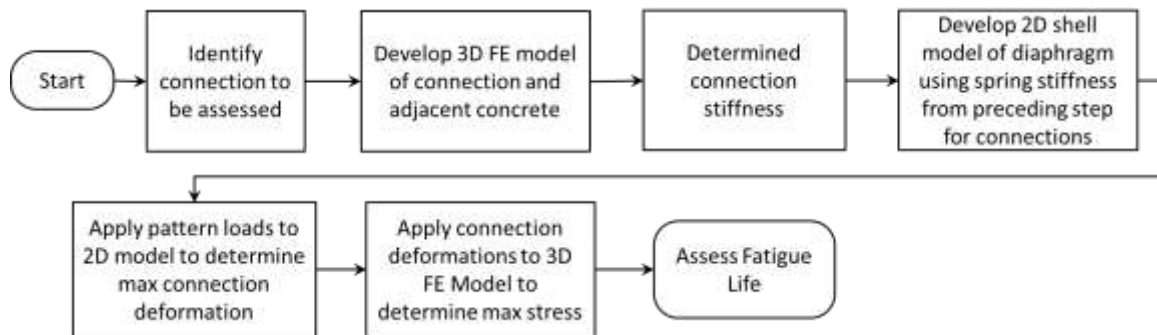 Start
Identify
connection to
be assessed
Develop 3D FE model
of connection and
adjacent concrete
Determined
connection
stiffness
Develop 2D shell
model of diaphragm
using spring stiffness
from preceding step
for connections
Apply pattern loads to
2D model to determine
max connection
deformation
Apply connection
deformations to 3D
FE Model to
determine max stress
Assess Fatigue
Life